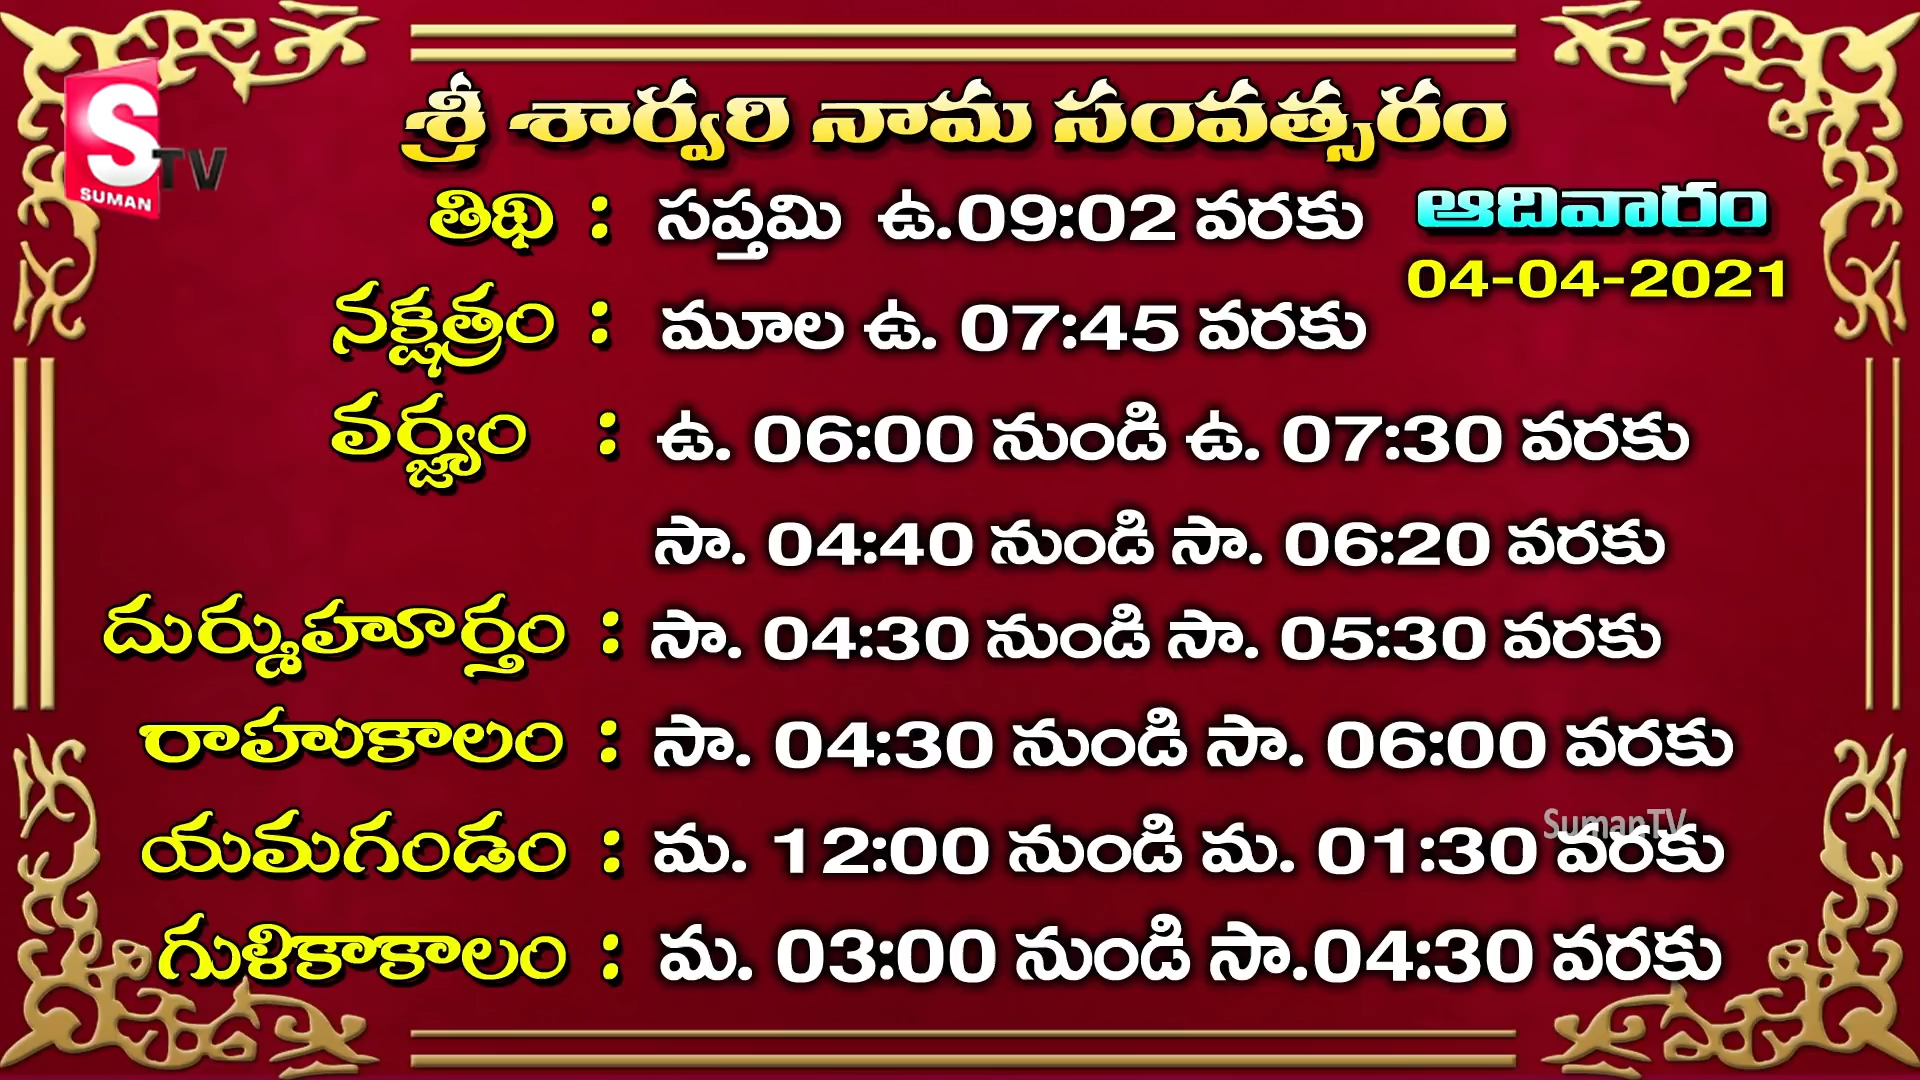 S TV
SUMAN
శ్రీ శార్వరి నామ సంవత్సరం
తిథి : సప్తమి ఉ.09:02 వరకు
ఆదివారం
04-04-2021
నక్షత్రం : మూల ఉ. 07:45 వరకు
వర్జ్యం : ఉ. 06:00 నుండి ఉ. 07:30 వరకు
సా. 04:40 నుండి సా. 06:20 వరకు
దుర్ముహూర్తం : సా. 04:30 నుండి సా. 05:30 వరకు
రాహుకాలం : సా. 04:30 నుండి సా. 06:00 వరకు
యమగండం : మ. 12:00 నుండి మ. 01:30 వరకు
SumanTV
గుళికాకాలం : మ. 03:00 నుండి సా.04:30 వరకు